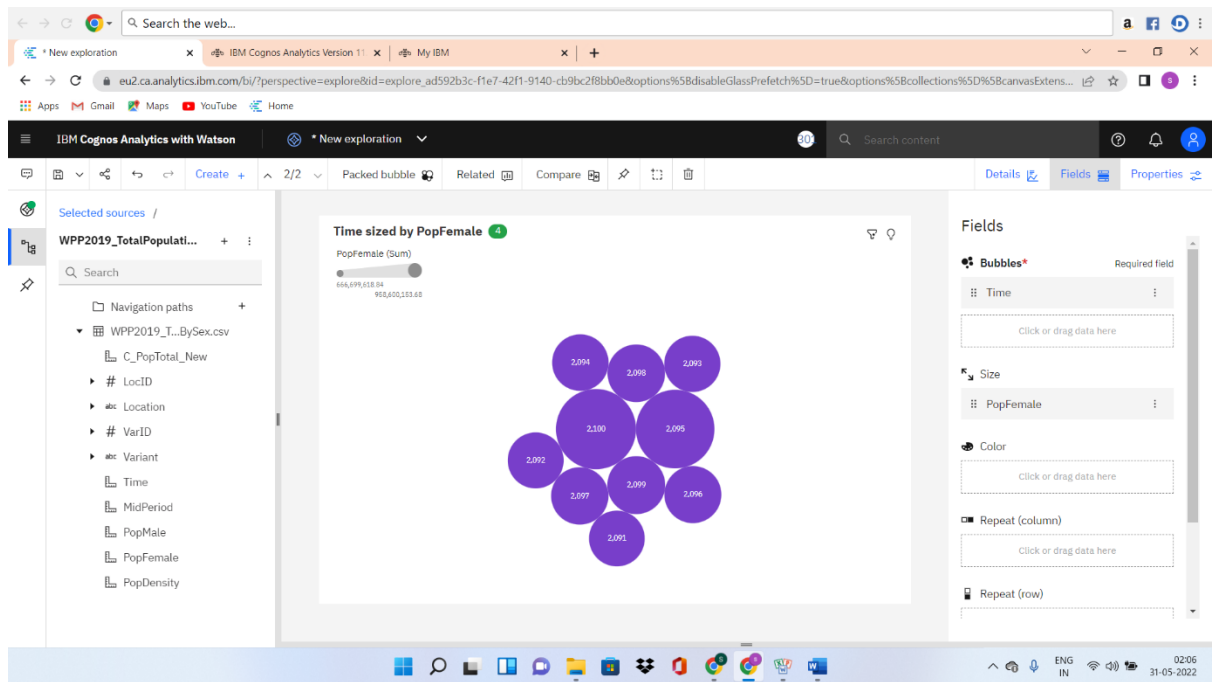 Search the web...
a
* New exploration
IBM Cognos Analytics Version 11
My IBM
eu2.ca.analytics.ibm.com/bi/?perspective=explore&id=explore_ad592b3c-f1e7-42f1-9140-cb9bc2f8bb0e&options%5BdisableGlassPrefetch%5D=true&options%5Bcollections%5D%5BcanvasExtens...
Apps Gmail Maps YouTube Home
IBM Cognos Analytics with Watson
* New exploration
Search content
Create +
2/2
Packed bubble
Related
Compare
Details
Fields
Properties
Selected sources /
WPP2019_TotalPopulati...
Search
Navigation paths
WPP2019_T...BySex.csv
C_PopTotal_New
# LocID
abc Location
# VarID
abc Variant
Time
MidPeriod
PopMale
PopFemale
PopDensity
Time sized by PopFemale 4
PopFemale (Sum)
666,699,618.84
958,600,153.68
2,094
2,098
2,093
2,100
2,095
2,092
2,097
2,099
2,096
2,091
Fields
Bubbles* Required field
Time
Click or drag data here
Size
PopFemale
Color
Click or drag data here
Repeat (column)
Click or drag data here
Repeat (row)
ENG
IN
02:06
31-05-2022